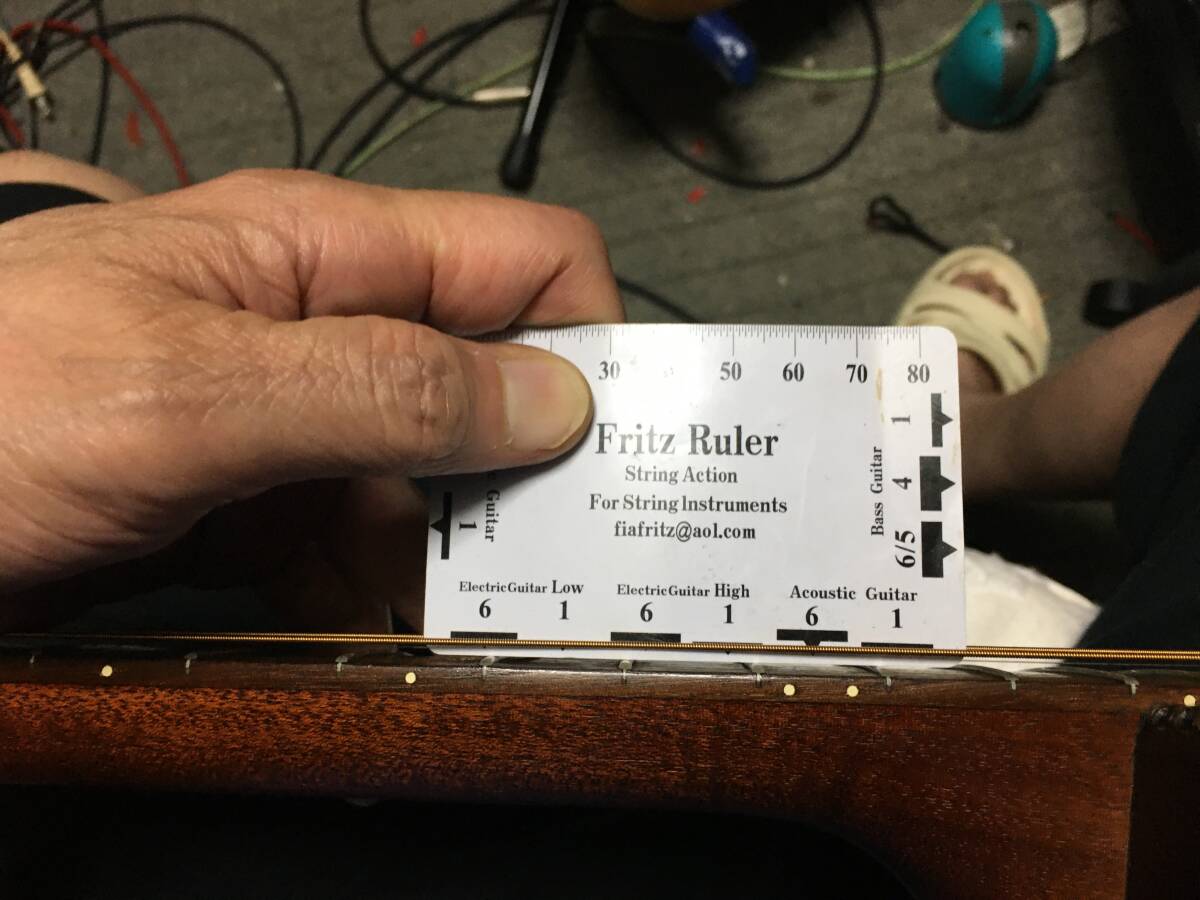 30 50 60 70 80
Fritz Ruler
String Action
For String Instruments
fiafritz@aol.com
Guitar
1
Bass Guitar
1
4
6/5
ElectricGuitar Low
6 1
ElectricGuitar High
6 1
Acoustic Guitar
6 1